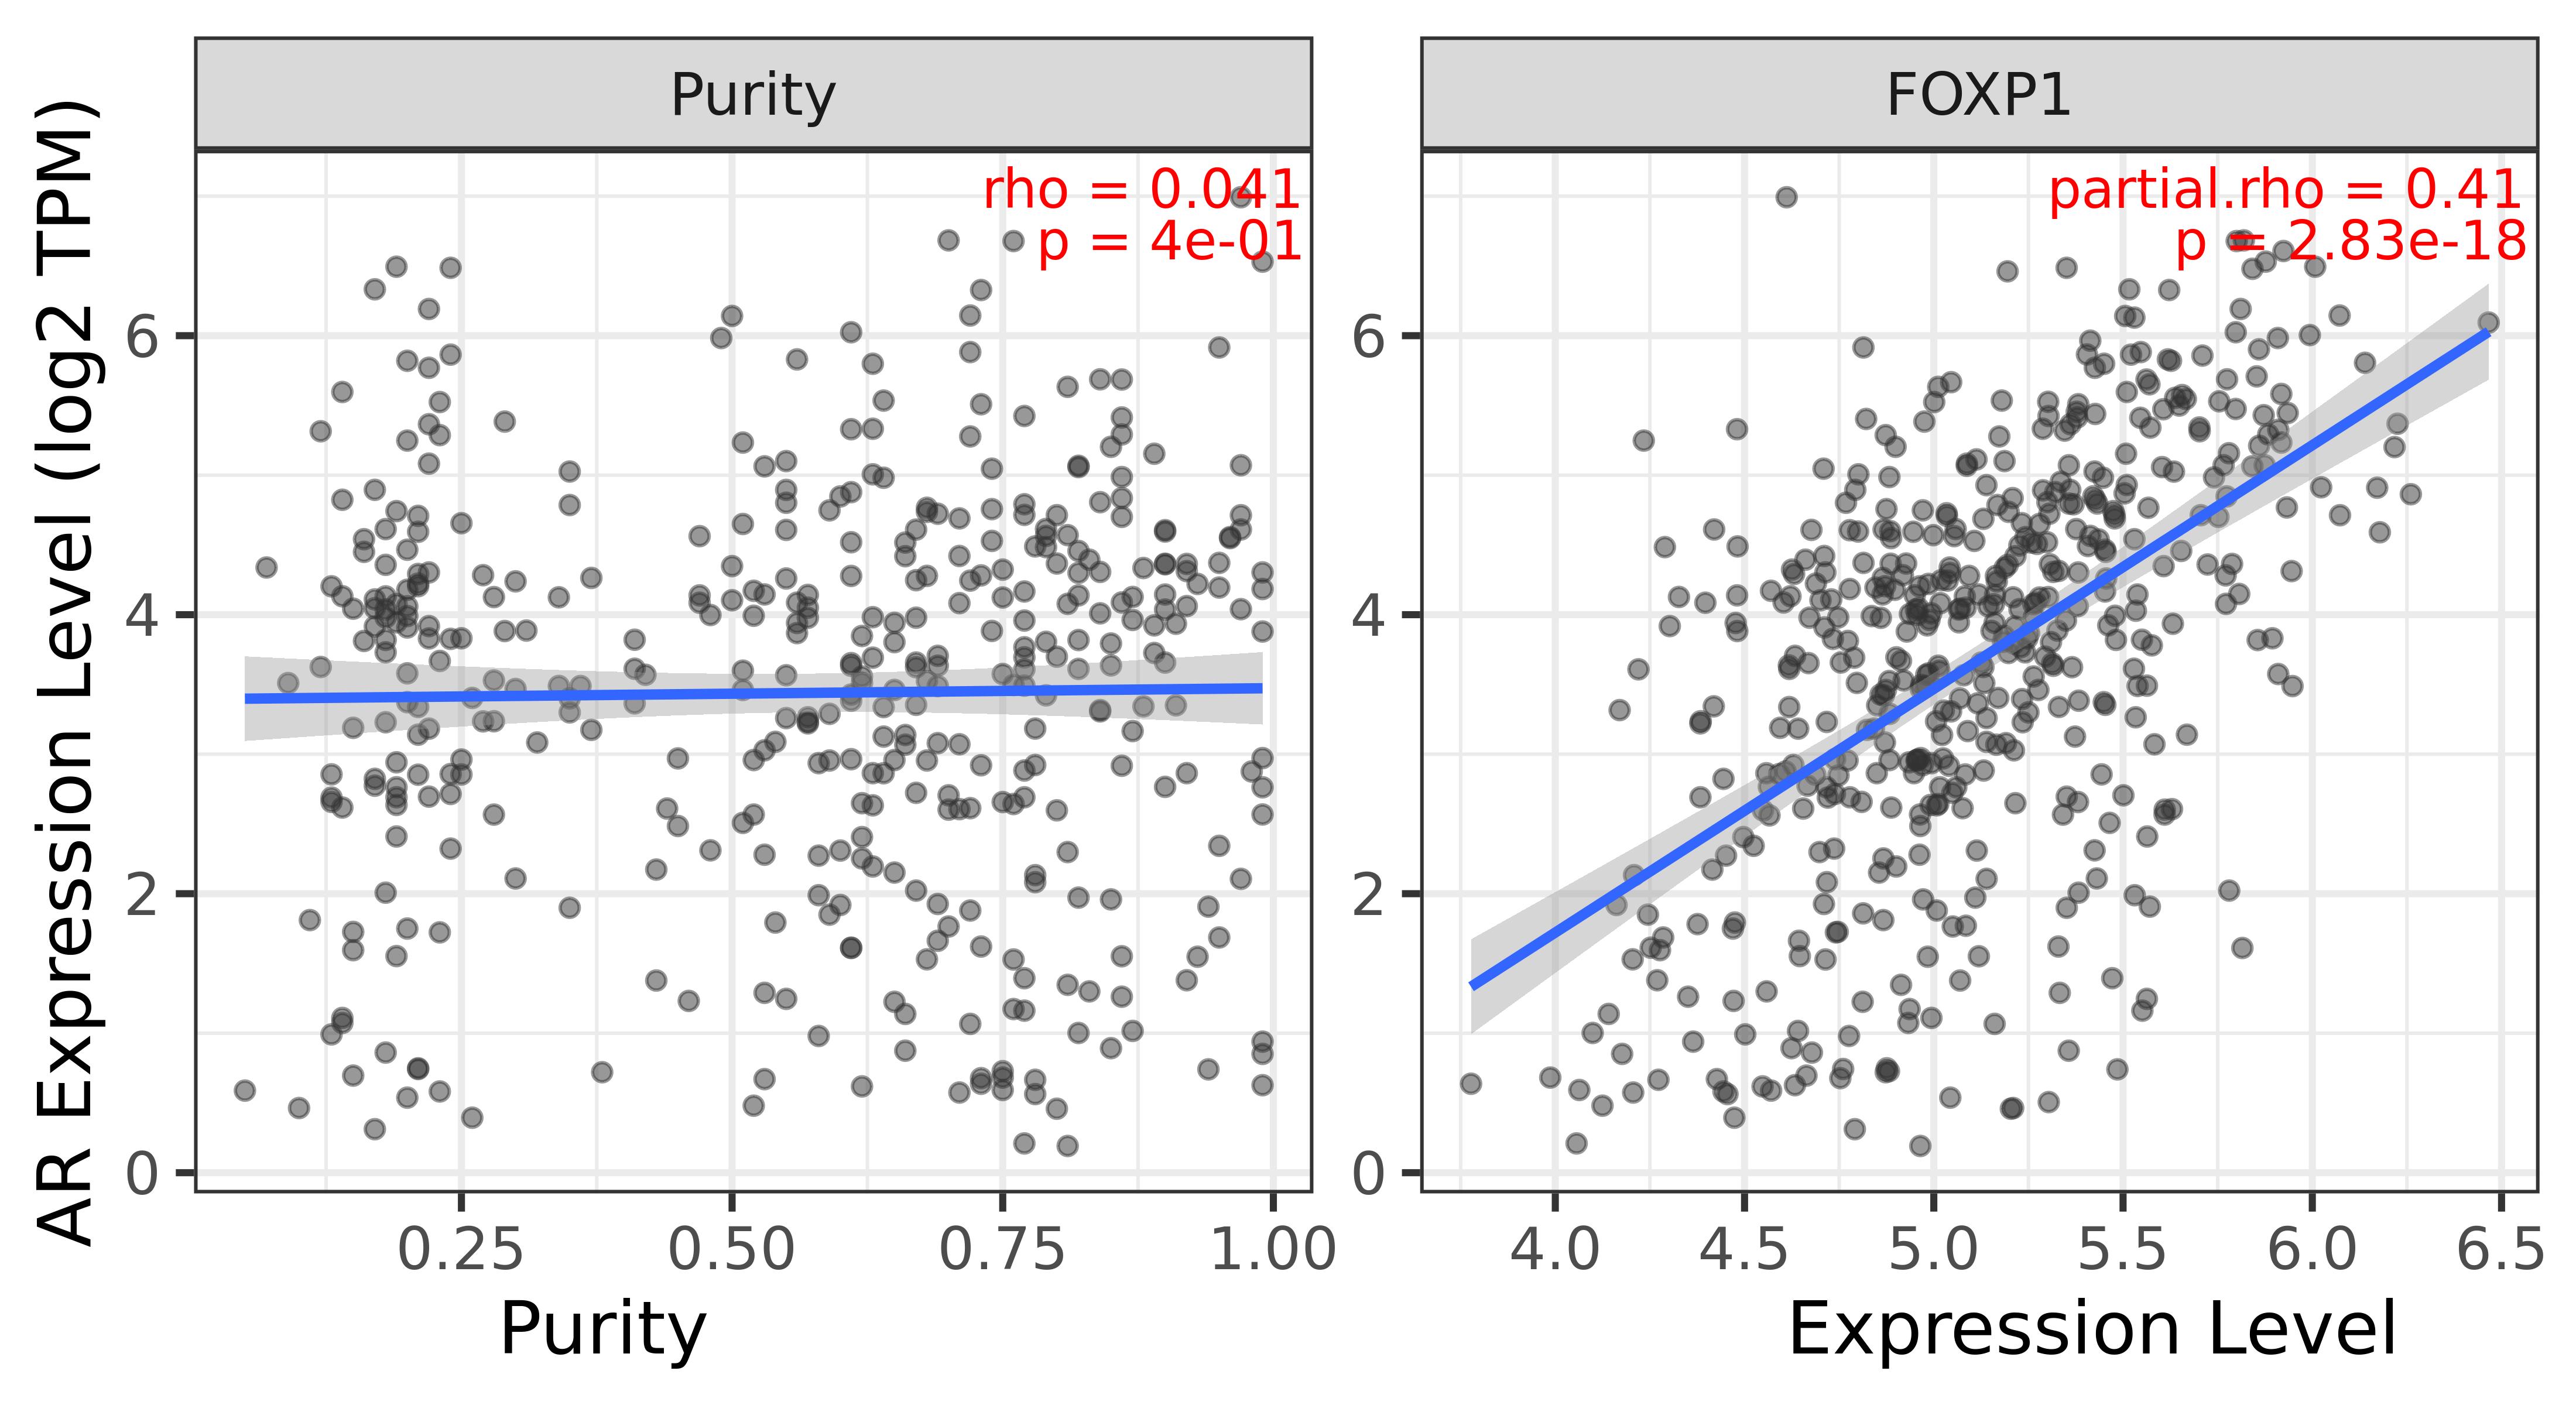 Purity
FOXP1
AR Expression Level (log2 TPM)
rho = 0.041
p = 4e-01
partial.rho = 0.41
p = 2.83e-18
6
4
2
0
6
4
2
0
0.25 0.50 0.75 1.00
4.0 4.5 5.0 5.5 6.0 6.5
Purity
Expression Level